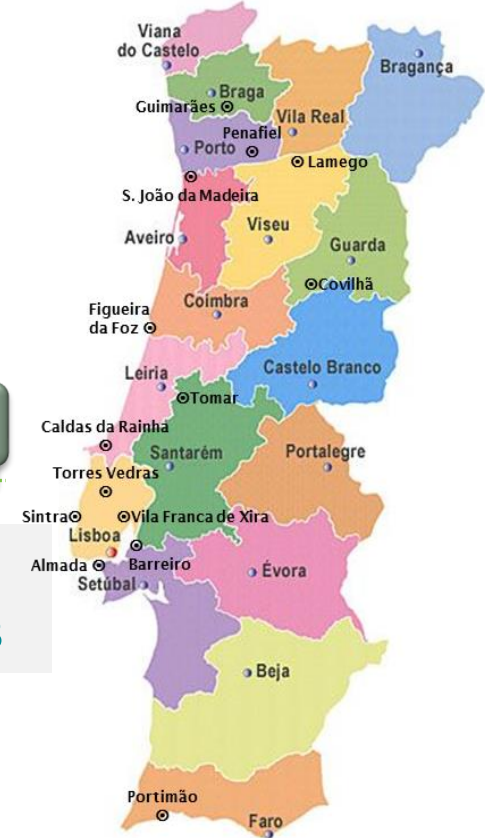 Viana
do Castelo
Bragança
Braga
Guimarães
Vila Real
Penafiel
Porto
Lamego
S. João da Madeira
Viseu
Aveiro
Guarda
Covilhã
Coimbra
Figueira
da Foz
Castelo Branco
Leiria
Tomar
Caldas da Rainha
Santarém
Portalegre
Torres Vedras
Sintra
Vila Franca de Xira
Lisboa
Almada
Barreiro
Évora
Setúbal
Beja
Portimão
Faro